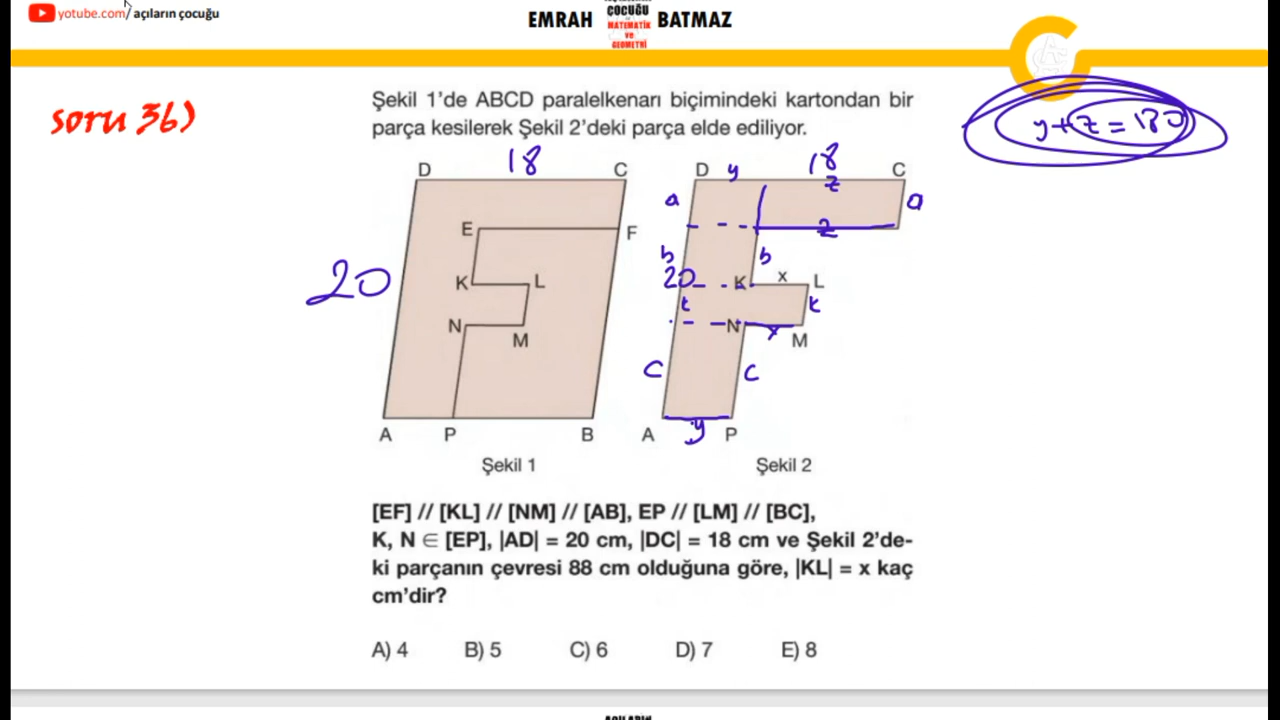 yotube.com/ açıların çocuğu
EMRAH ÇOCUĞU MATEMATİK ve GEOMETRİ BATMAZ
soru 36)
Şekil 1'de ABCD paralelkenarı biçimindeki kartondan bir
parça kesilerek Şekil 2'deki parça elde ediliyor.
y+z=180
D 18 C
E F
20
K L
N M
A P B
Şekil 1
D y 18 z C
a z a
b b
20 K x L
t t
N x M
C C
A y P
Şekil 2
[EF] // [KL] // [NM] // [AB], EP // [LM] // [BC],
K, N ∈ [EP], |AD| = 20 cm, |DC| = 18 cm ve Şekil 2'de-
ki parçanın çevresi 88 cm olduğuna göre, |KL| = x kaç
cm'dir?
A) 4 B) 5 C) 6 D) 7 E) 8